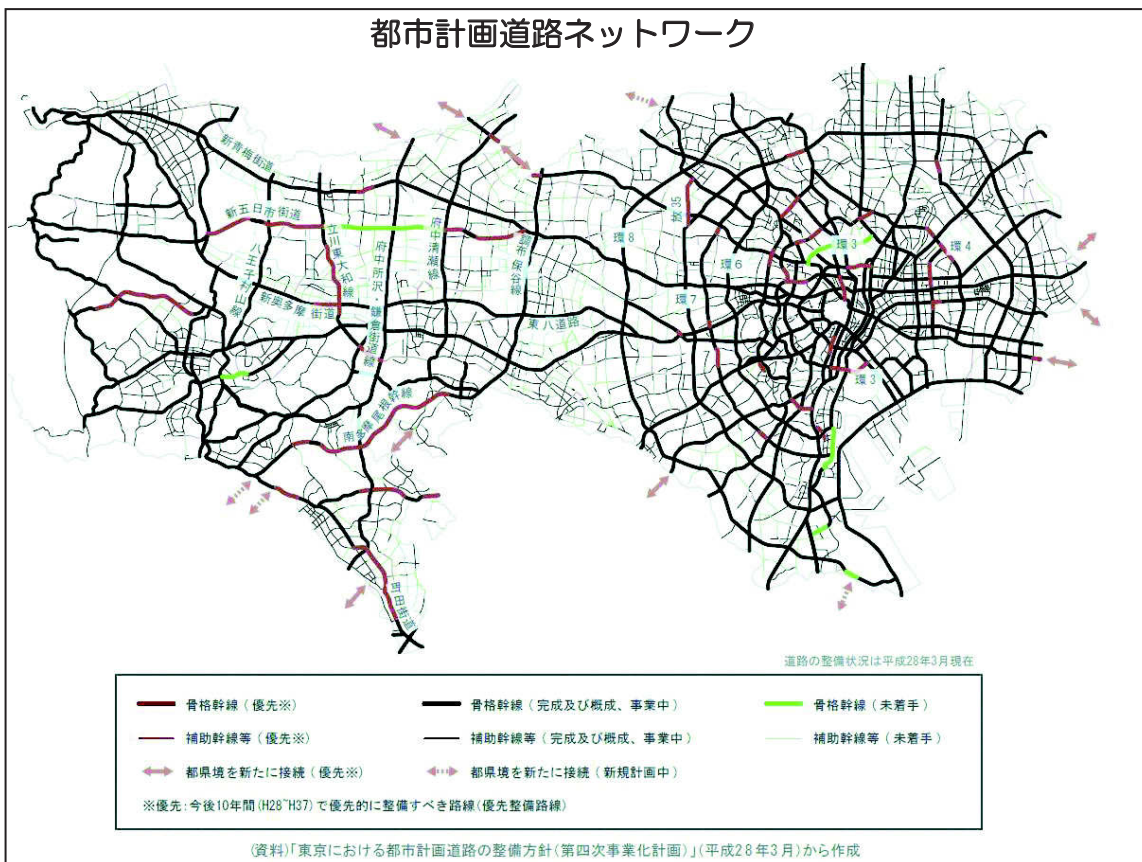 都市計画道路ネットワーク
新青梅街道
新五日市街道
八王子村山線
立川東大和線
新奥多摩街道
府中所沢・鎌倉街道線
府中清瀬線
調布保谷線
東八道路
南多摩尾根幹線
町田街道
環8
放35
環7
環6
環3
環4
環3
道路の整備状況は平成28年3月現在
骨格幹線(優先※)
骨格幹線(完成及び概成、事業中)
骨格幹線(未着手)
補助幹線等(優先※)
補助幹線等(完成及び概成、事業中)
補助幹線等(未着手)
都県境を新たに接続(優先※)
都県境を新たに接続(新規計画中)
※優先:今後10年間(H28~H37)で優先的に整備すべき路線(優先整備路線)
(資料)「東京における都市計画道路の整備方針(第四次事業化計画)」(平成28年3月)から作成